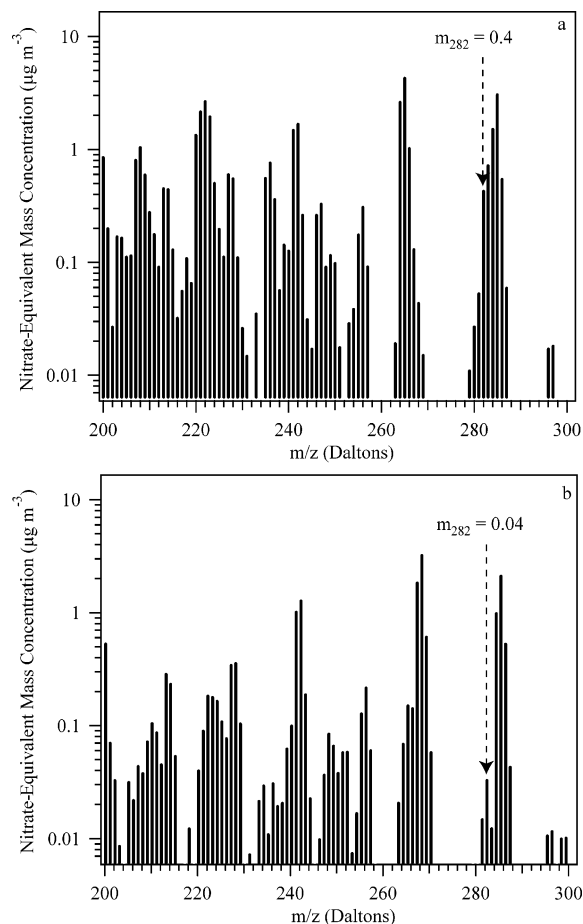 a
m282 = 0.4
Nitrate-Equivalent Mass Concentration (μg m-3)
10
1
0.1
0.01
200 220 240 260 280 300
m/z (Daltons)
b
m282 = 0.04
Nitrate-Equivalent Mass Concentration (μg m-3)
10
1
0.1
0.01
200 220 240 260 280 300
m/z (Daltons)